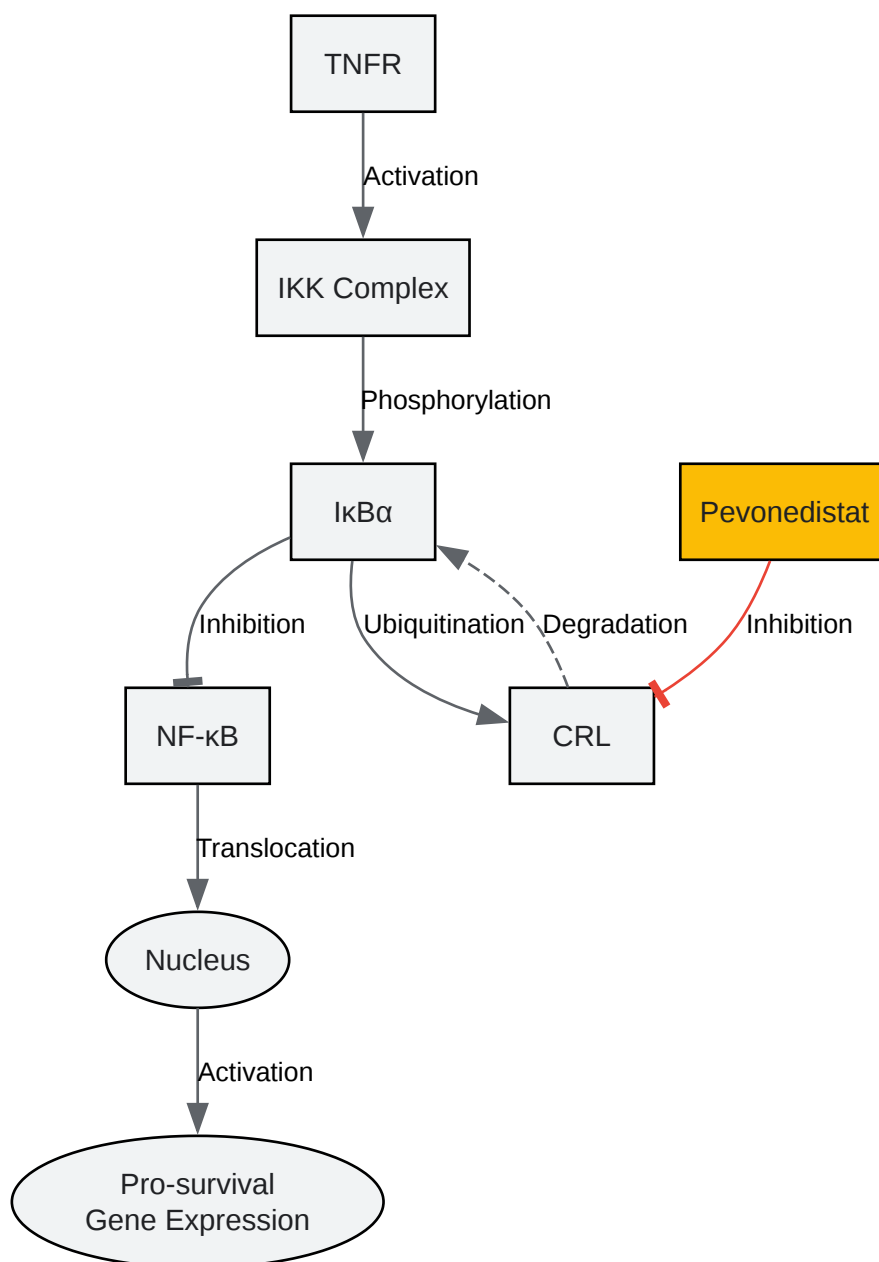 TNFR
Activation
IKK Complex
Phosphorylation
IκBα
Pevonedistat
Inhibition
Ubiquitination
Degradation
Inhibition
NF-κB
CRL
Translocation
Nucleus
Activation
Pro-survival
Gene Expression